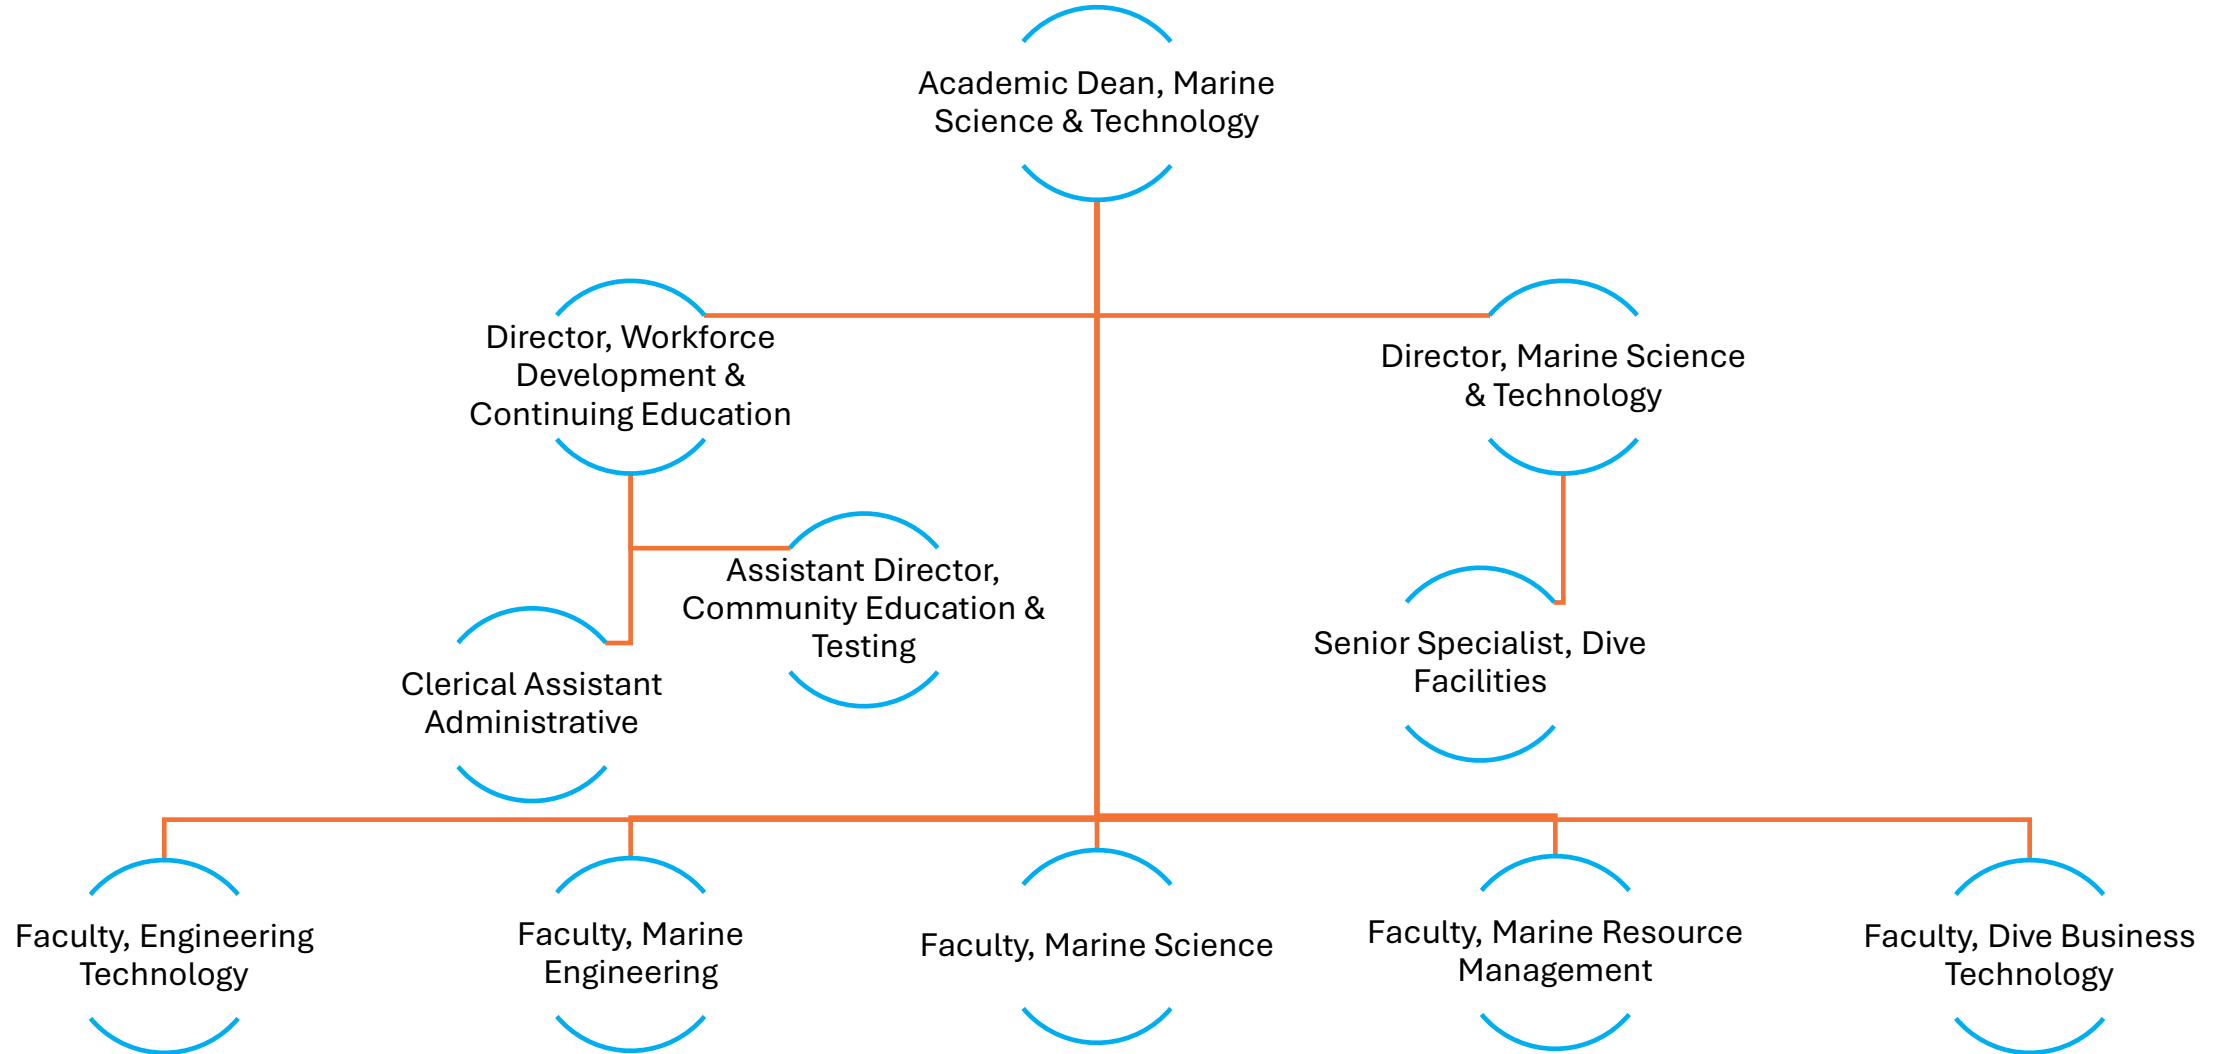 Academic Dean, Marine
Science & Technology
Director, Workforce
Development &
Continuing Education
Director, Marine Science
& Technology
Assistant Director,
Community Education &
Testing
Clerical Assistant
Administrative
Senior Specialist, Dive
Facilities
Faculty, Engineering
Technology
Faculty, Marine
Engineering
Faculty, Marine Science
Faculty, Marine Resource
Management
Faculty, Dive Business
Technology